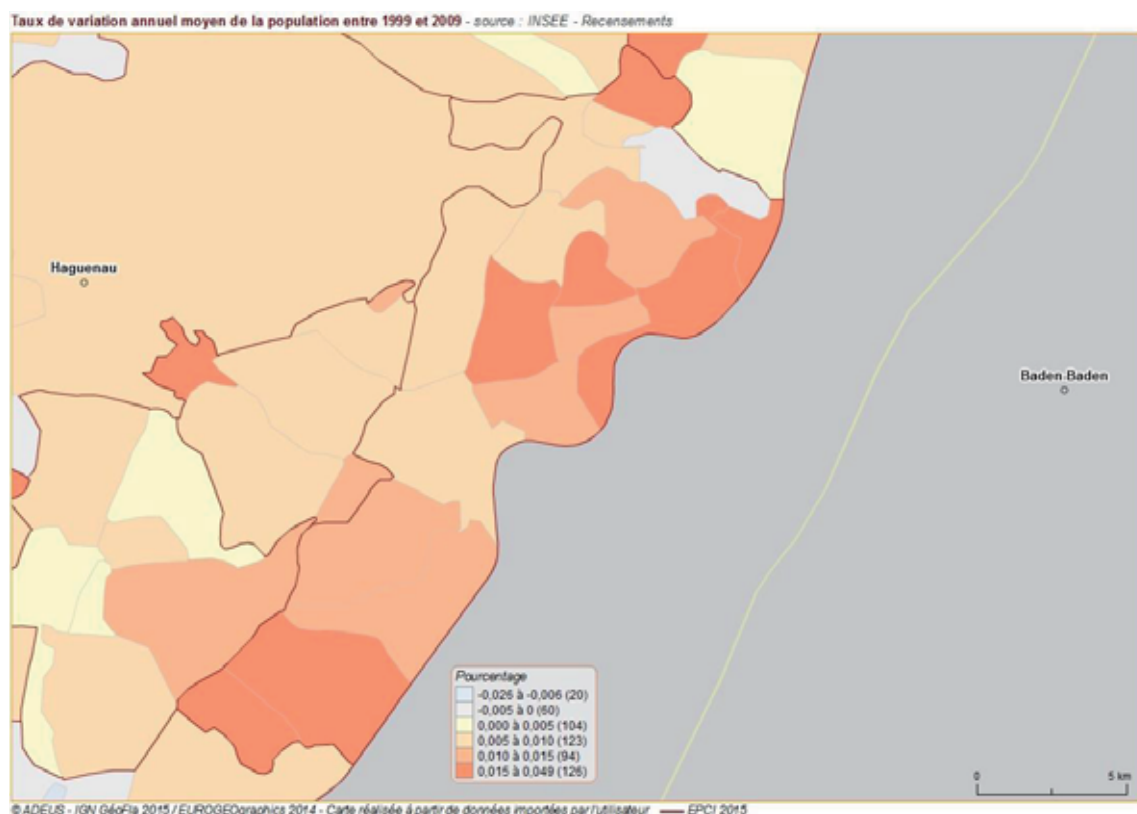 Taux de variation annuel moyen de la population entre 1999 et 2009 - source : INSEE - Recensements
Haguenau
Baden-Baden
Pourcentage
-0,026 à -0,006 (20)
-0,005 à 0 (60)
0,000 à 0,005 (104)
0,005 à 0,010 (123)
0,010 à 0,015 (94)
0,015 à 0,049 (126)
0 5 km
© ADEUS - IGN GéoFla 2015 / EUROGEOgraphics 2014 - Carte réalisée à partir de données importées par l'utilisateur EPCI 2015